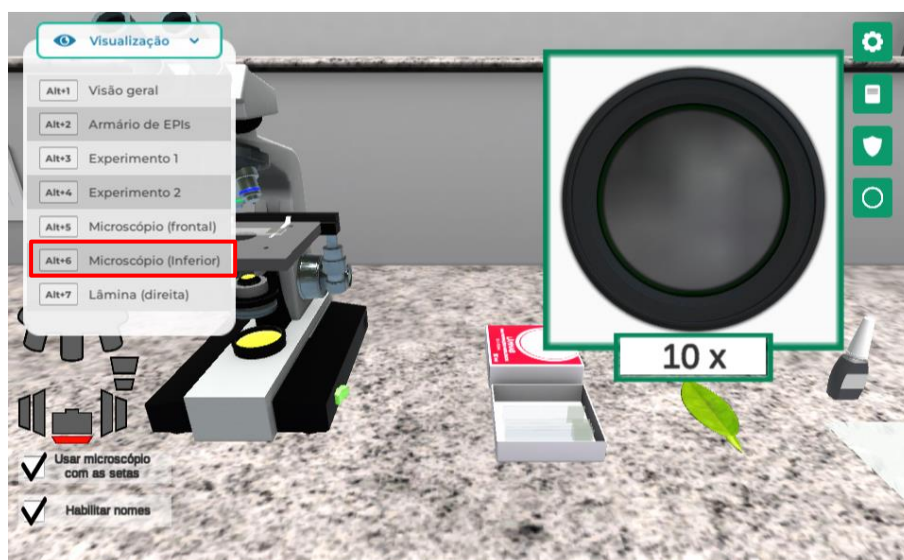 Visualização
Alt+1 Visão geral
Alt+2 Armário de EPIs
Alt+3 Experimento 1
Alt+4 Experimento 2
Alt+5 Microscópio (frontal)
Alt+6 Microscópio (Inferior)
Alt+7 Lâmina (direita)
10 x
Usar microscópio
com as setas
Habilitar nomes